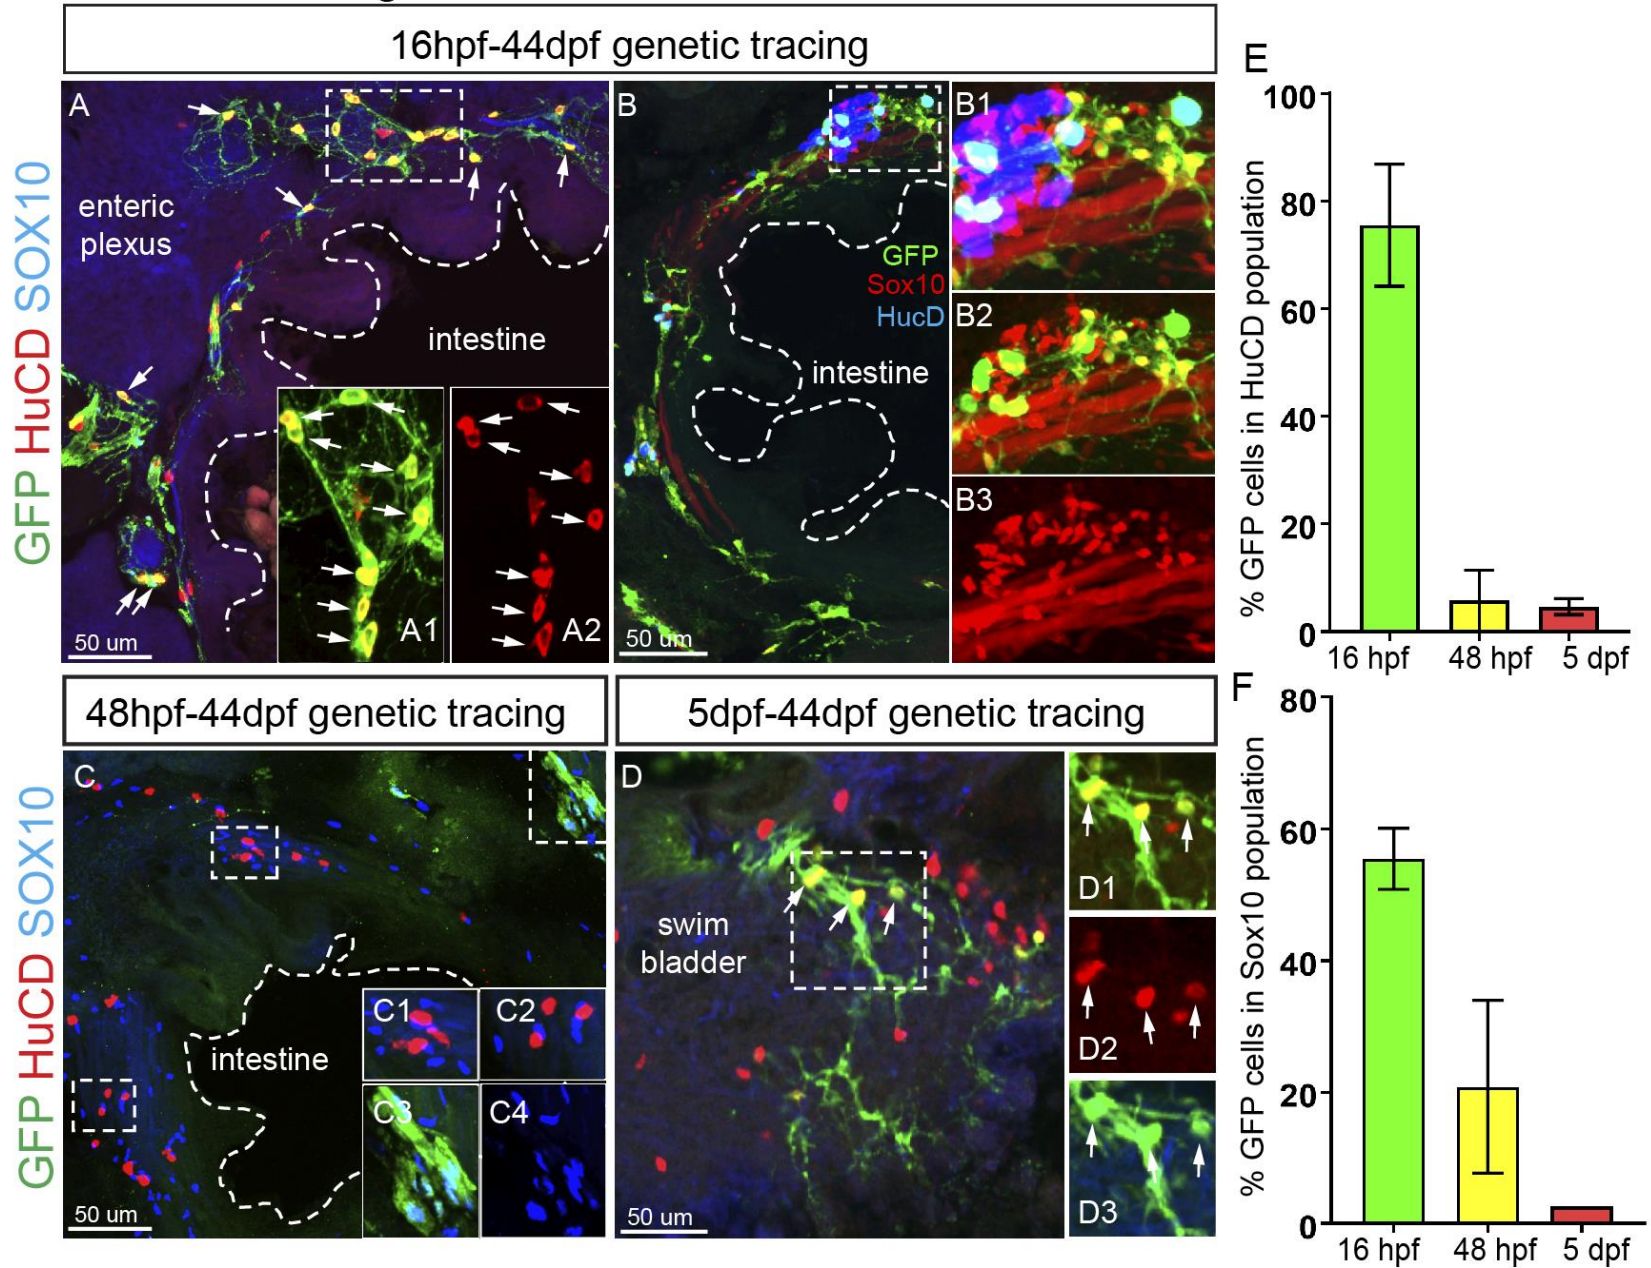 16hpf-44dpf genetic tracing
GFP HuCD SOX10
A
enteric
plexus
intestine
A1
A2
50 um
B
GFP
Sox10
HucD
intestine
50 um
B1
B2
B3
48hpf-44dpf genetic tracing
5dpf-44dpf genetic tracing
GFP HuCD SOX10
C
intestine
C1
C2
C3
C4
50 um
D
swim
bladder
50 um
D1
D2
D3
E
% GFP cells in HuCD population
100
80
60
40
20
0
16 hpf
48 hpf
5 dpf
F
% GFP cells in Sox10 population
80
60
40
20
0
16 hpf
48 hpf
5 dpf